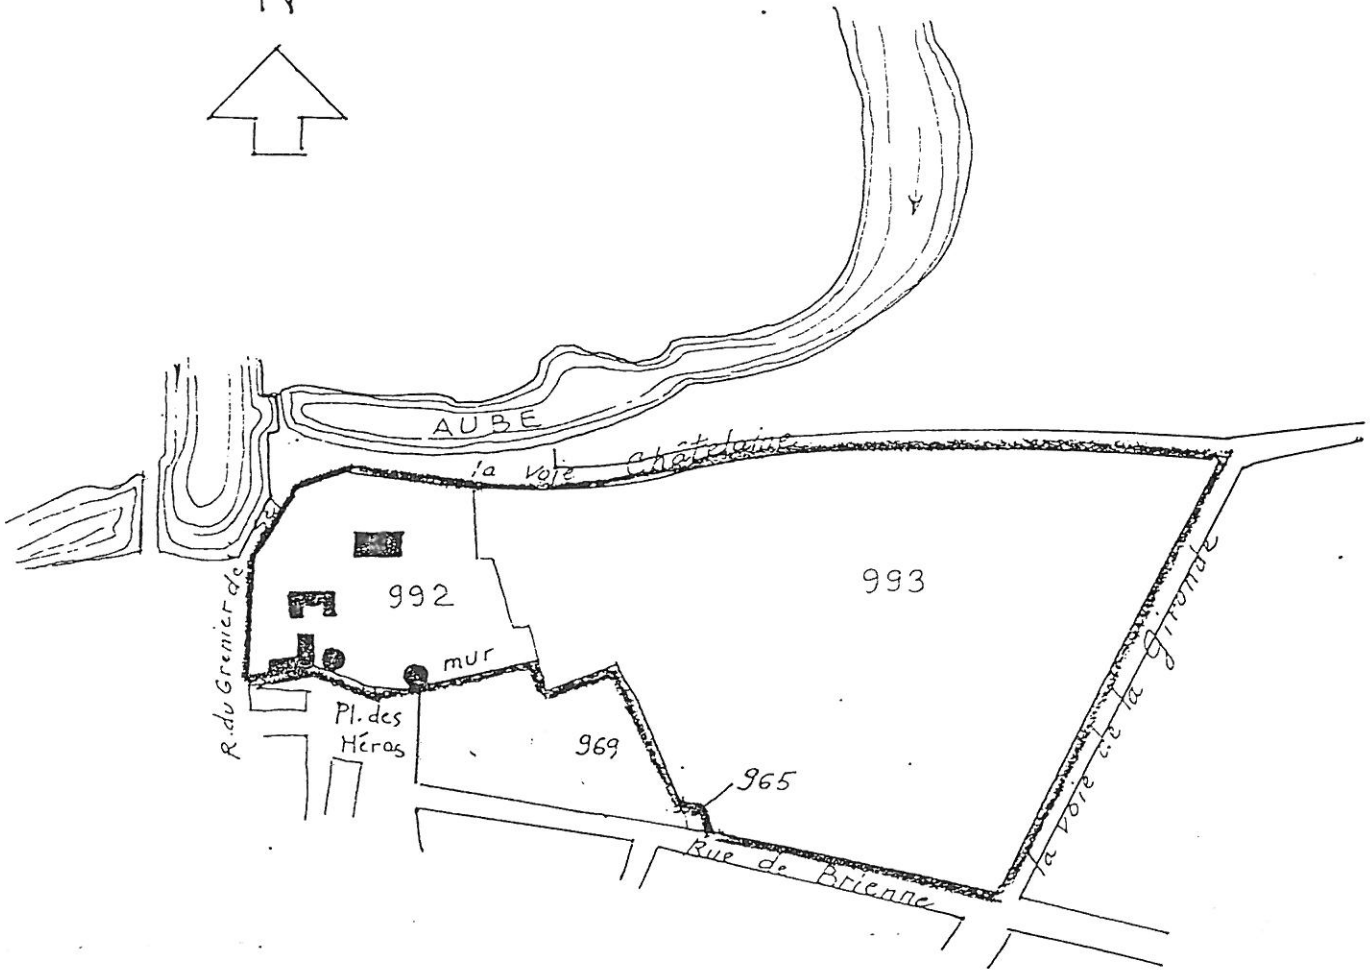 N
AUBE
la voie Châtelaine
992
993
R. du Grenier de
mur
Pl. des
Héros
969
965
la voie de la Gironde
Rue de Brienne